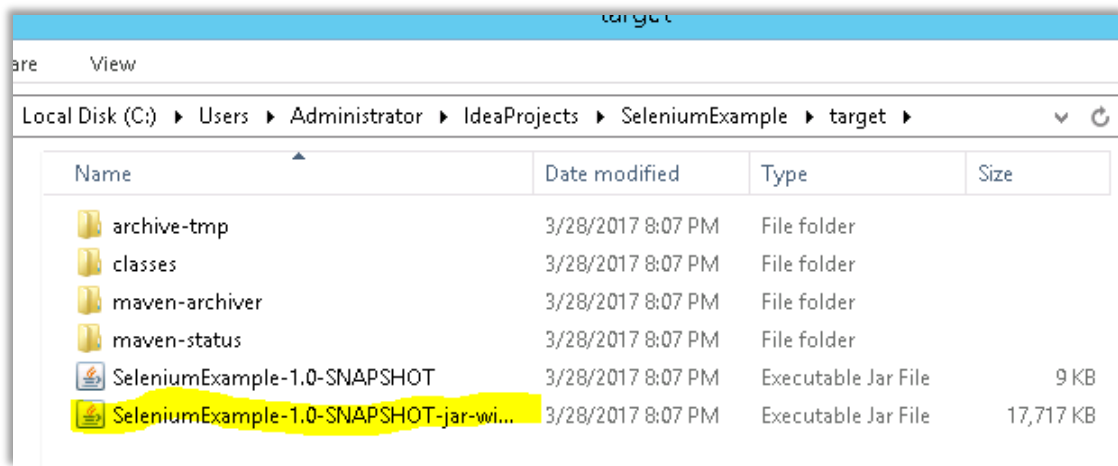 target
are View
Local Disk (C:) ▸ Users ▸ Administrator ▸ IdeaProjects ▸ SeleniumExample ▸ target ▸
Name Date modified Type Size
archive-tmp 3/28/2017 8:07 PM File folder
classes 3/28/2017 8:07 PM File folder
maven-archiver 3/28/2017 8:07 PM File folder
maven-status 3/28/2017 8:07 PM File folder
SeleniumExample-1.0-SNAPSHOT 3/28/2017 8:07 PM Executable Jar File 9 KB
SeleniumExample-1.0-SNAPSHOT-jar-wi... 3/28/2017 8:07 PM Executable Jar File 17,717 KB